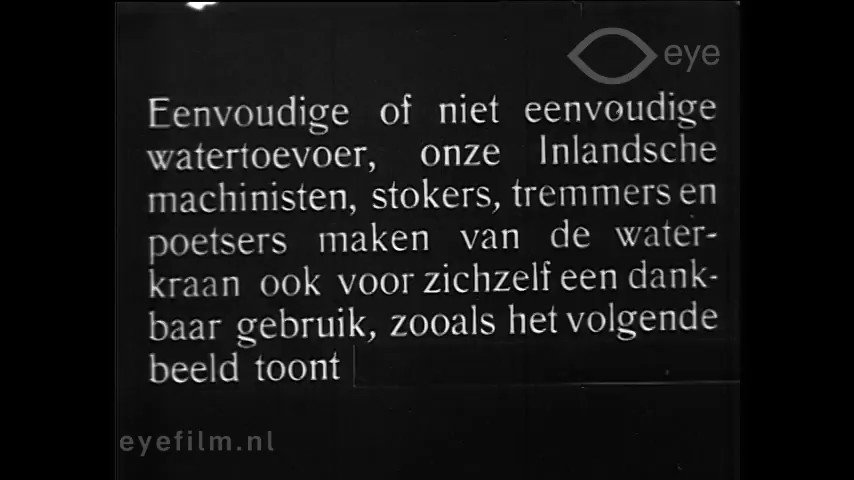 eye
Eenvoudige of niet eenvoudige
watertoevoer, onze Inlandsche
machinisten, stokers, tremmers en
poetsers maken van de water-
kraan ook voor zichzelf een dank-
baar gebruik, zooals het volgende
beeld toont
eyefilm.nl